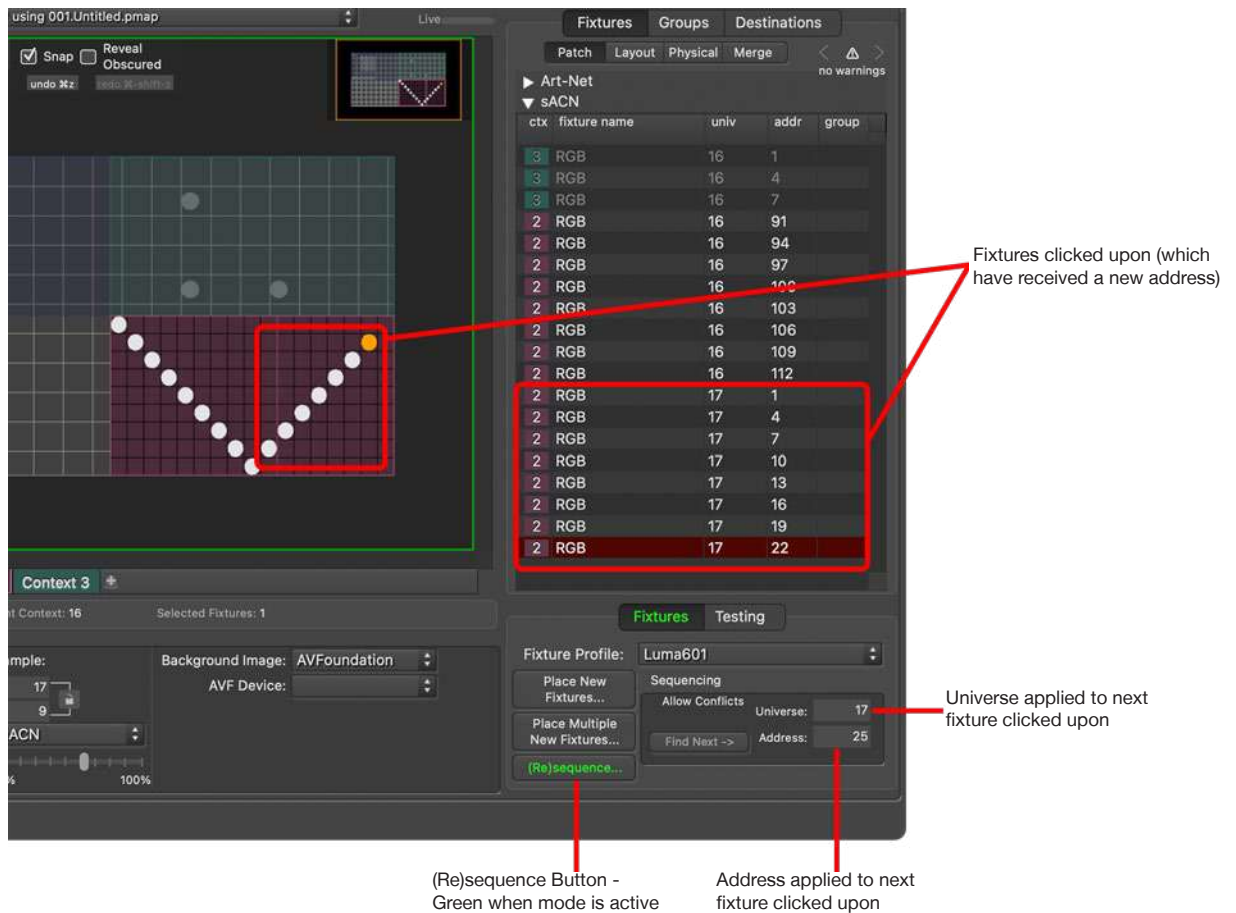 using 001.Untitled.pmap
Live
Snap
Reveal Obscured
undo ⌘z
redo ⌘-shift-z
Fixtures Groups Destinations
Patch Layout Physical Merge
no warnings
Art-Net
sACN
ctx fixture name univ addr group
3 RGB 16 1
3 RGB 16 4
3 RGB 16 7
2 RGB 16 91
2 RGB 16 94
2 RGB 16 97
2 RGB 16 100
2 RGB 16 103
2 RGB 16 106
2 RGB 16 109
2 RGB 16 112
2 RGB 17 1
2 RGB 17 4
2 RGB 17 7
2 RGB 17 10
2 RGB 17 13
2 RGB 17 16
2 RGB 17 19
2 RGB 17 22
Fixtures clicked upon (which
have received a new address)
Context 3
nt Context: 16 Selected Fixtures: 1
mple:
17
9
ACN
% 100%
Background Image: AVFoundation
AVF Device:
Fixtures Testing
Fixture Profile: Luma601
Place New
Fixtures...
Place Multiple
New Fixtures...
(Re)sequence...
Sequencing
Allow Conflicts
Universe: 17
Find Next -> Address: 25
Universe applied to next
fixture clicked upon
(Re)sequence Button -
Green when mode is active
Address applied to next
fixture clicked upon